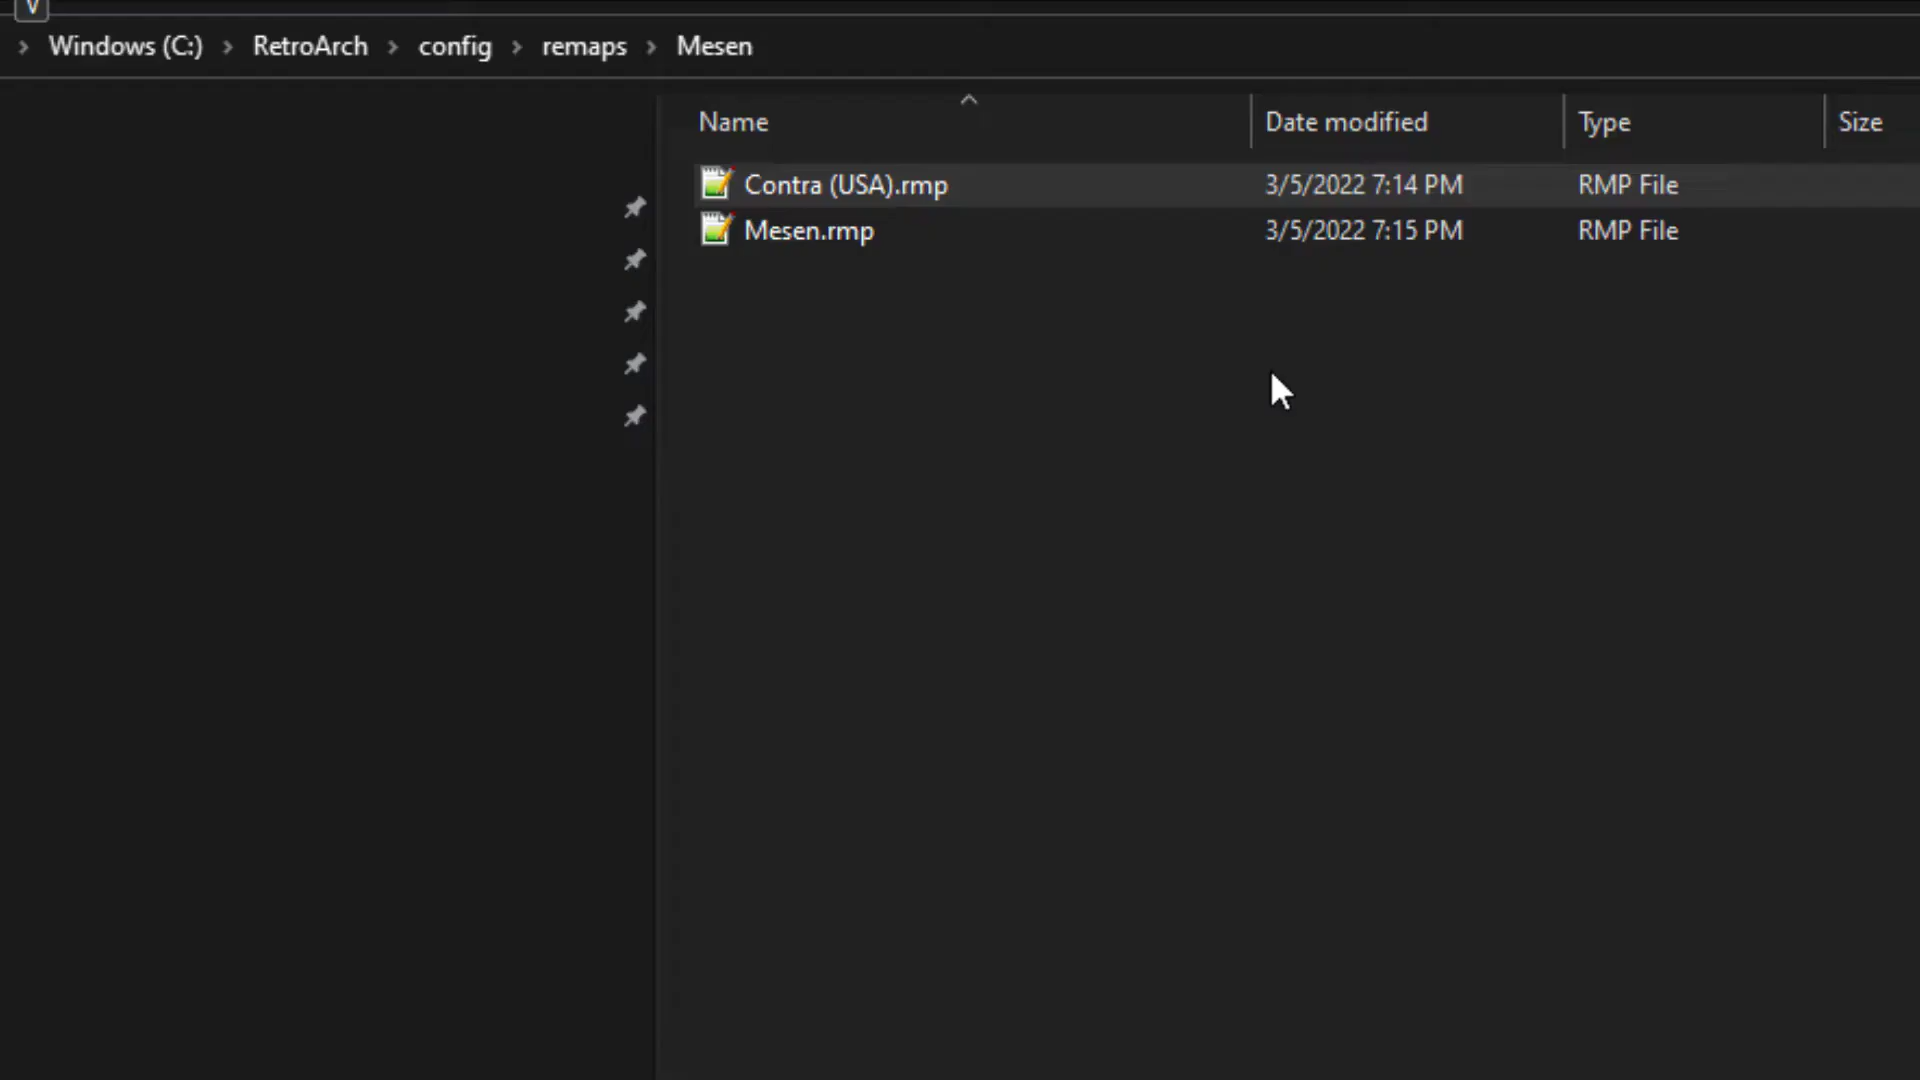 V
Windows (C:) RetroArch config remaps Mesen
Name Date modified Type Size
Contra (USA).rmp 3/5/2022 7:14 PM RMP File
Mesen.rmp 3/5/2022 7:15 PM RMP File